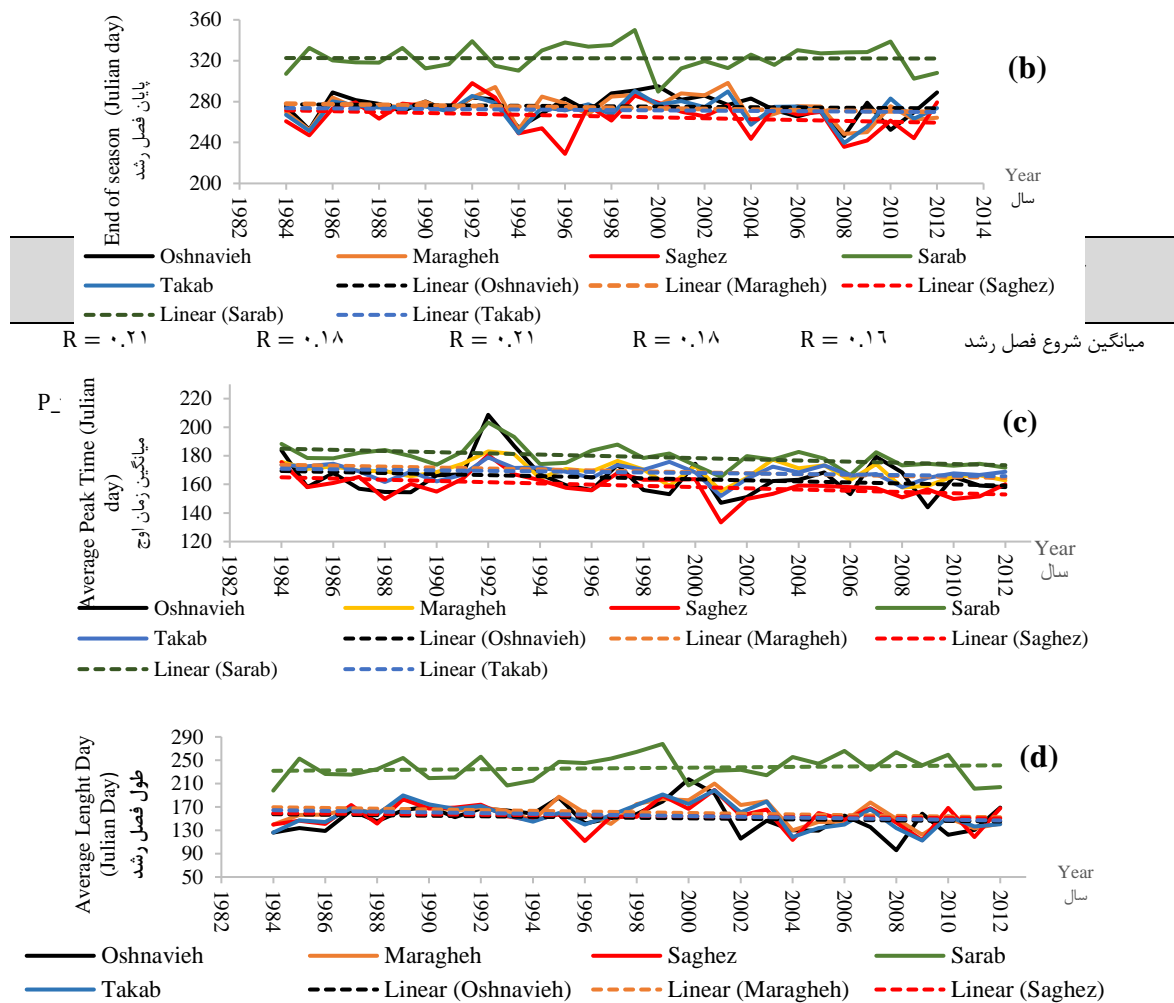 360
320
280
240
200
End of season (Julian day)
پایان فصل رشد
(b)
Year
سال
1982 1984 1986 1988 1990 1992 1994 1996 1998 2000 2002 2004 2006 2008 2010 2012 2014
Oshnavieh Maragheh Saghez Sarab
Takab Linear (Oshnavieh) Linear (Maragheh) Linear (Saghez)
Linear (Sarab) Linear (Takab)
R = ۰.۲۱ R = ۰.۱۸ R = ۰.۲۱ R = ۰.۱۸ R = ۰.۱۶ میانگین شروع فصل رشد
P_
220
200
180
160
140
120
Average Peak Time (Julian
day)
میانگین زمان اوج
(c)
Year
سال
1982 1984 1986 1988 1990 1992 1994 1996 1998 2000 2002 2004 2006 2008 2010 2012
Oshnavieh Maragheh Saghez Sarab
Takab Linear (Oshnavieh) Linear (Maragheh) Linear (Saghez)
Linear (Sarab) Linear (Takab)
290
250
210
170
130
90
50
Average Lenght Day
(Julian Day)
طول فصل رشد
(d)
Year
سال
1982 1984 1986 1988 1990 1992 1994 1996 1998 2000 2002 2004 2006 2008 2010 2012
Oshnavieh Maragheh Saghez Sarab
Takab Linear (Oshnavieh) Linear (Maragheh) Linear (Saghez)